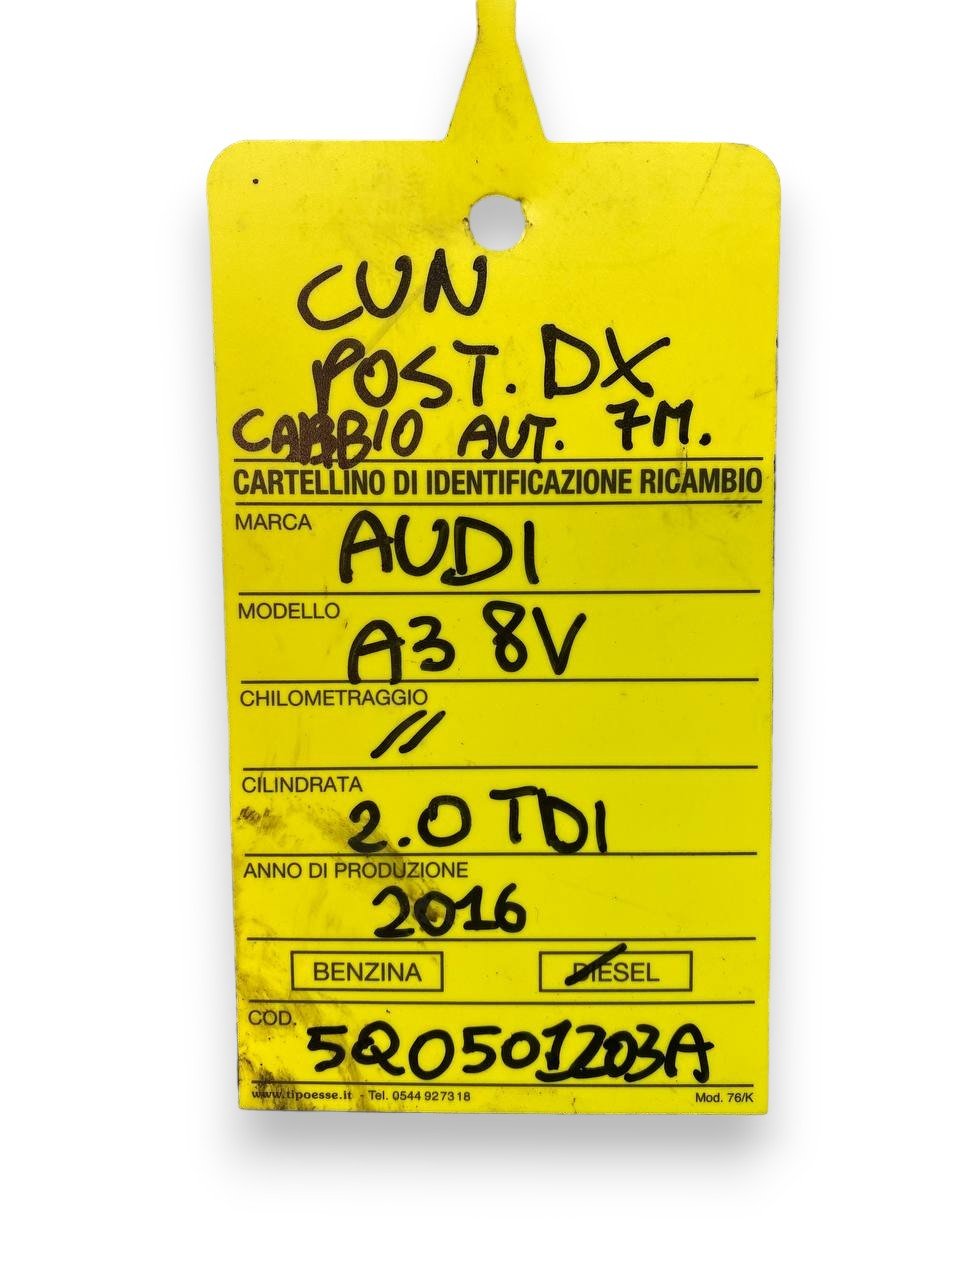 CUN
POST. DX
CAMBIO AUT. 7M.
CARTELLINO DI IDENTIFICAZIONE RICAMBIO
MARCA AUDI
MODELLO A3 8V
CHILOMETRAGGIO //
CILINDRATA 2.0 TDI
ANNO DI PRODUZIONE 2016
BENZINA DIESEL
COD. 5Q0501203A
www.tipoesse.it - Tel. 0544 927318 Mod. 76/K